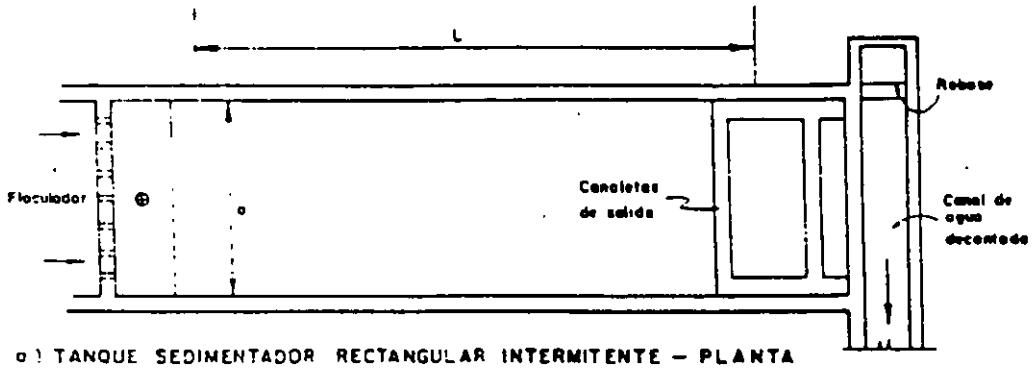 L
Rebose
Floculador
a
Canaletas
de salida
Canal de
agua
decantada
a) TANQUE SEDIMENTADOR RECTANGULAR INTERMITENTE - PLANTA